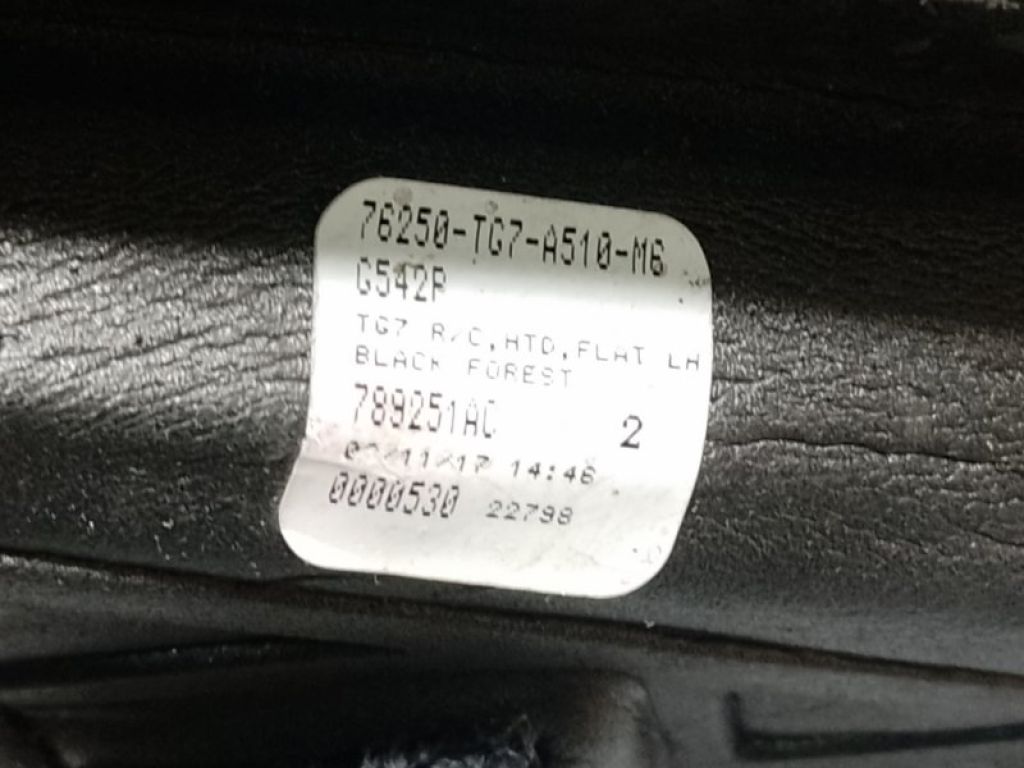 76250-TG7-A510-M6
G542P
TG7 R/C,HTD,FLAT LH
BLACK FOREST
789251AC
2
14:46
0000530 22798